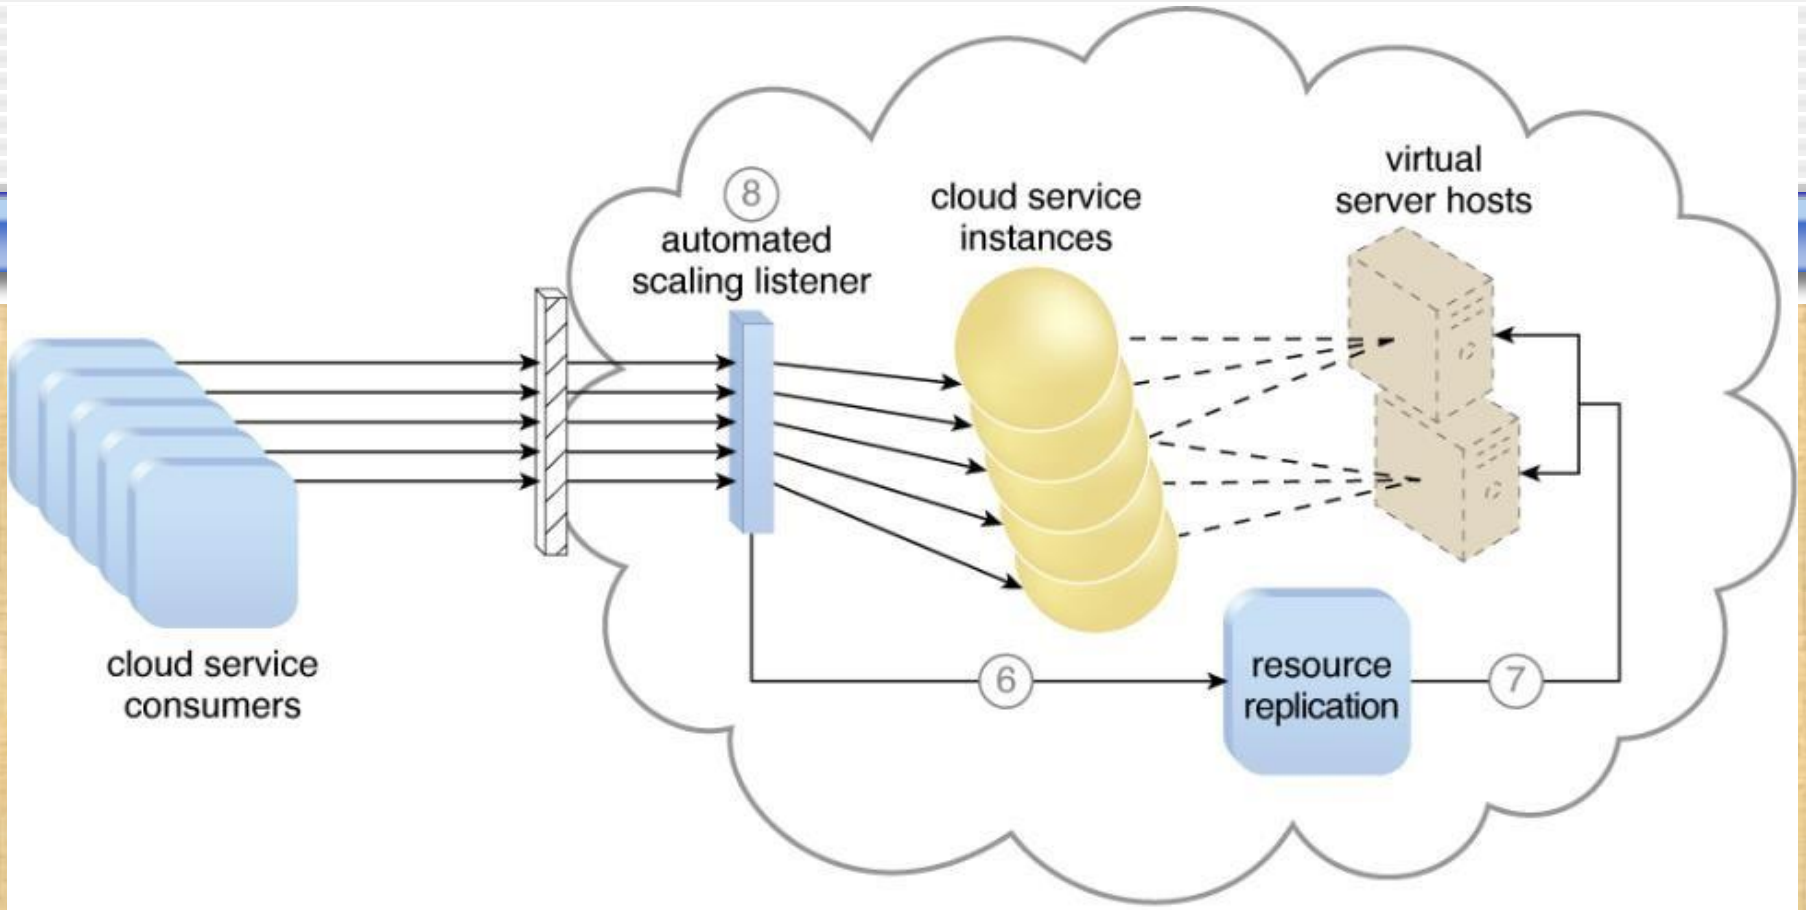 8
automated
scaling listener
cloud service
instances
virtual
server hosts
cloud service
consumers
6
resource
replication
7